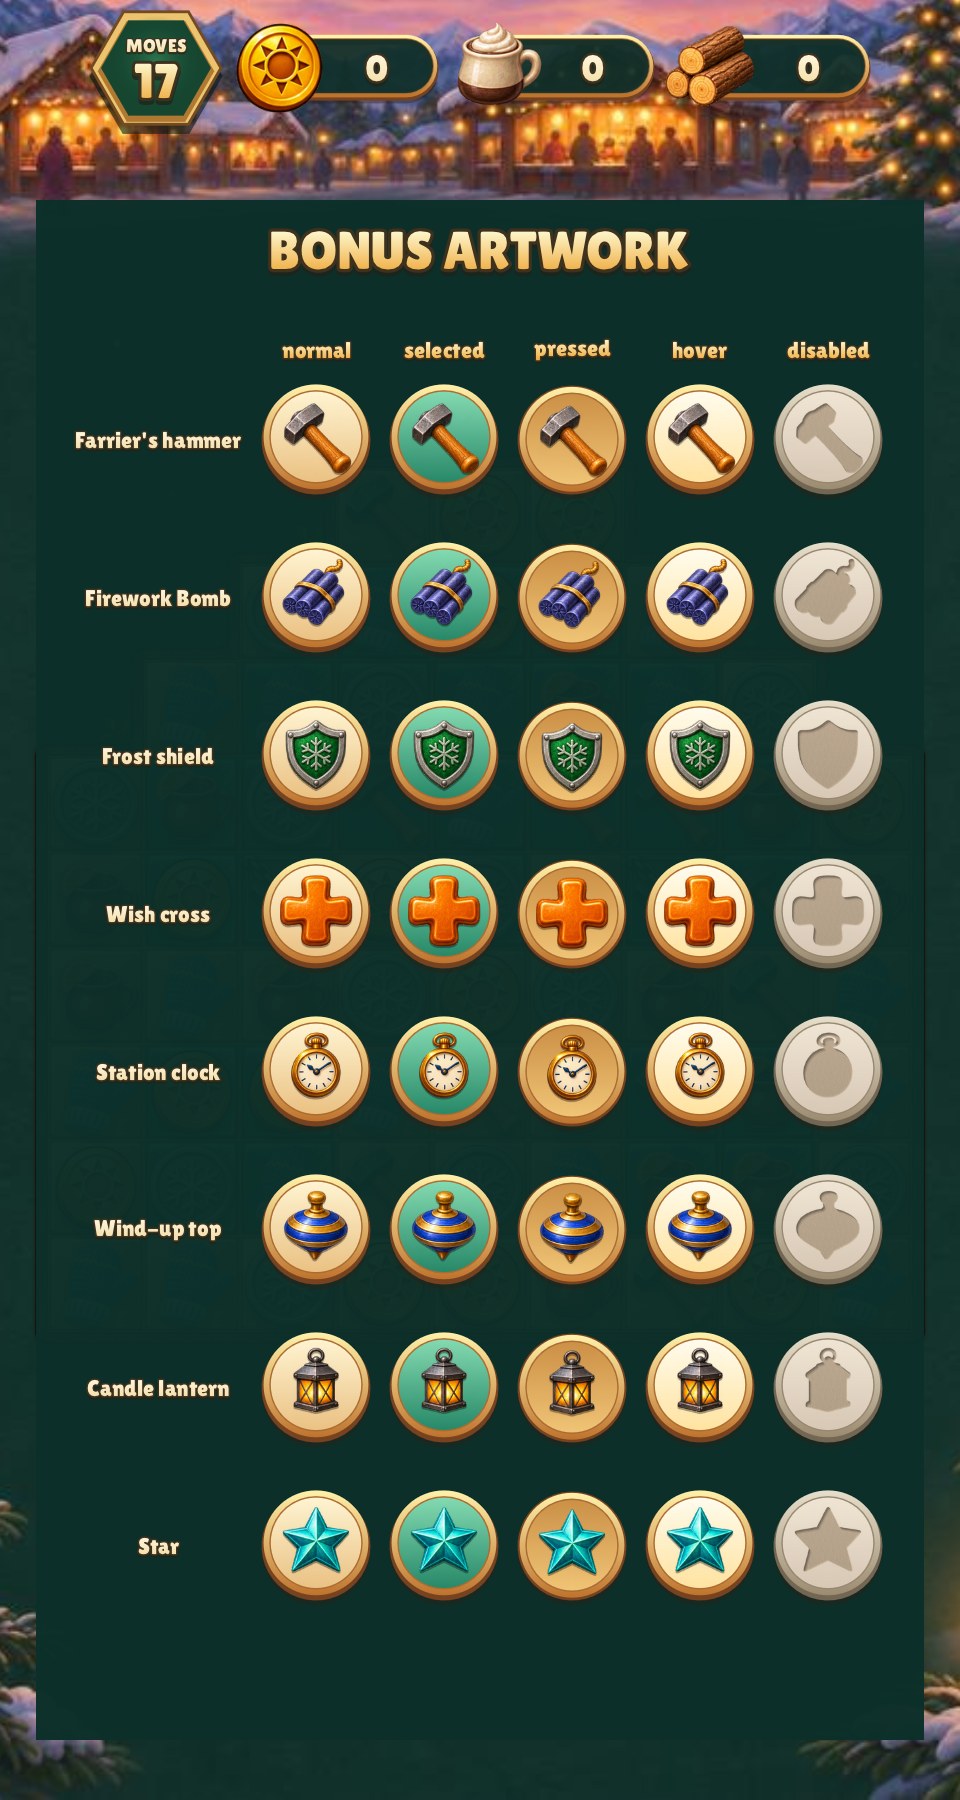 MOVES
17
0
0
0
BONUS ARTWORK
normal selected pressed hover disabled
Farrier's hammer
Firework Bomb
Frost shield
Wish cross
Station clock
Wind-up top
Candle lantern
Star